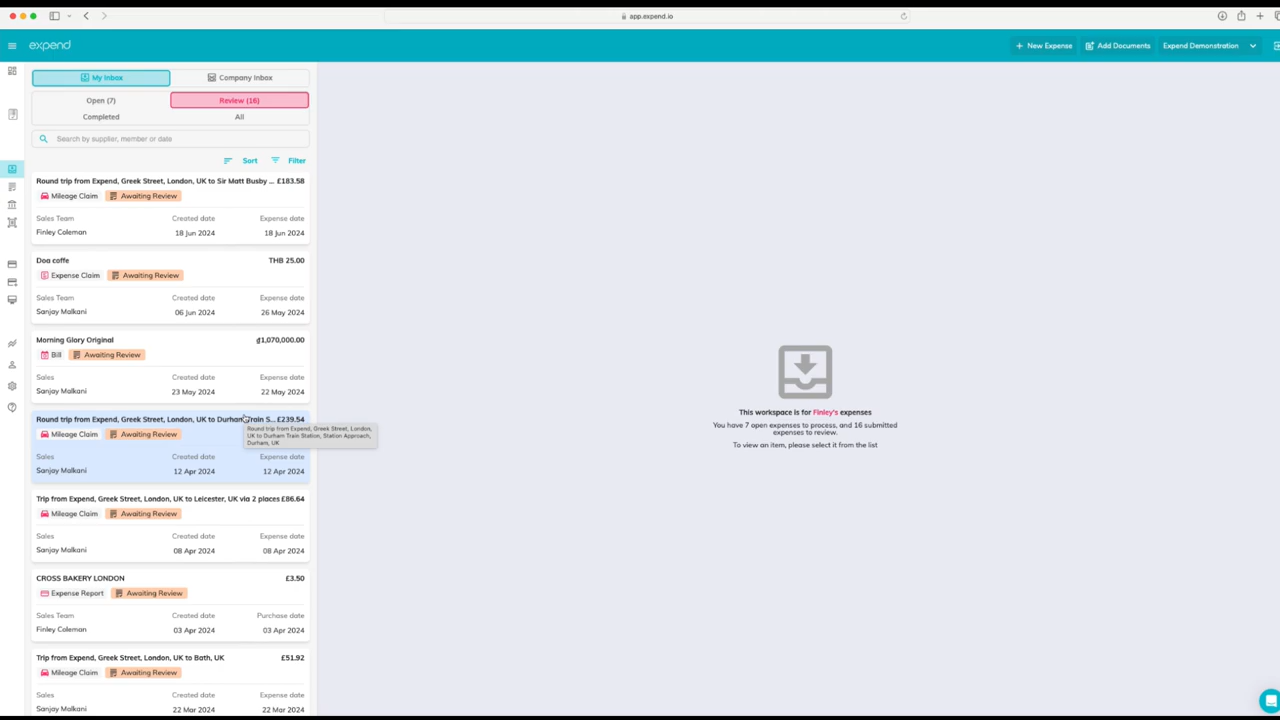 app.expend.io
expend
New Expense
Add Documents
Expend Demonstration
My Inbox
Company Inbox
Open (7)
Review (16)
Completed
All
Search by supplier, member or date
Sort
Filter
Round trip from Expend, Greek Street, London, UK to Sir Matt Busby ... £183.58
Mileage Claim
Awaiting Review
Sales Team
Created date
Expense date
Finley Coleman
18 Jun 2024
18 Jun 2024
Doa coffe
THB 25.00
Expense Claim
Awaiting Review
Sales Team
Created date
Expense date
Sanjay Malkani
06 Jun 2024
26 May 2024
Morning Glory Original
₫1,070,000.00
Bill
Awaiting Review
Sales
Created date
Expense date
Sanjay Malkani
23 May 2024
22 May 2024
Round trip from Expend, Greek Street, London, UK to Durham Train S... £239.54
Round trip from Expend, Greek Street, London,
UK to Durham Train Station, Station Approach,
Durham, UK
Mileage Claim
Awaiting Review
Sales
Created date
Expense date
Sanjay Malkani
12 Apr 2024
12 Apr 2024
Trip from Expend, Greek Street, London, UK to Leicester, UK via 2 places £86.64
Mileage Claim
Awaiting Review
Sales
Created date
Expense date
Sanjay Malkani
08 Apr 2024
08 Apr 2024
CROSS BAKERY LONDON
£3.50
Expense Report
Awaiting Review
Sales Team
Created date
Purchase date
Finley Coleman
03 Apr 2024
03 Apr 2024
Trip from Expend, Greek Street, London, UK to Bath, UK
£51.92
Mileage Claim
Awaiting Review
Sales
Created date
Expense date
Sanjay Malkani
22 Mar 2024
22 Mar 2024
This workspace is for Finley's expenses
You have 7 open expenses to process, and 16 submitted
expenses to review.
To view an item, please select it from the list